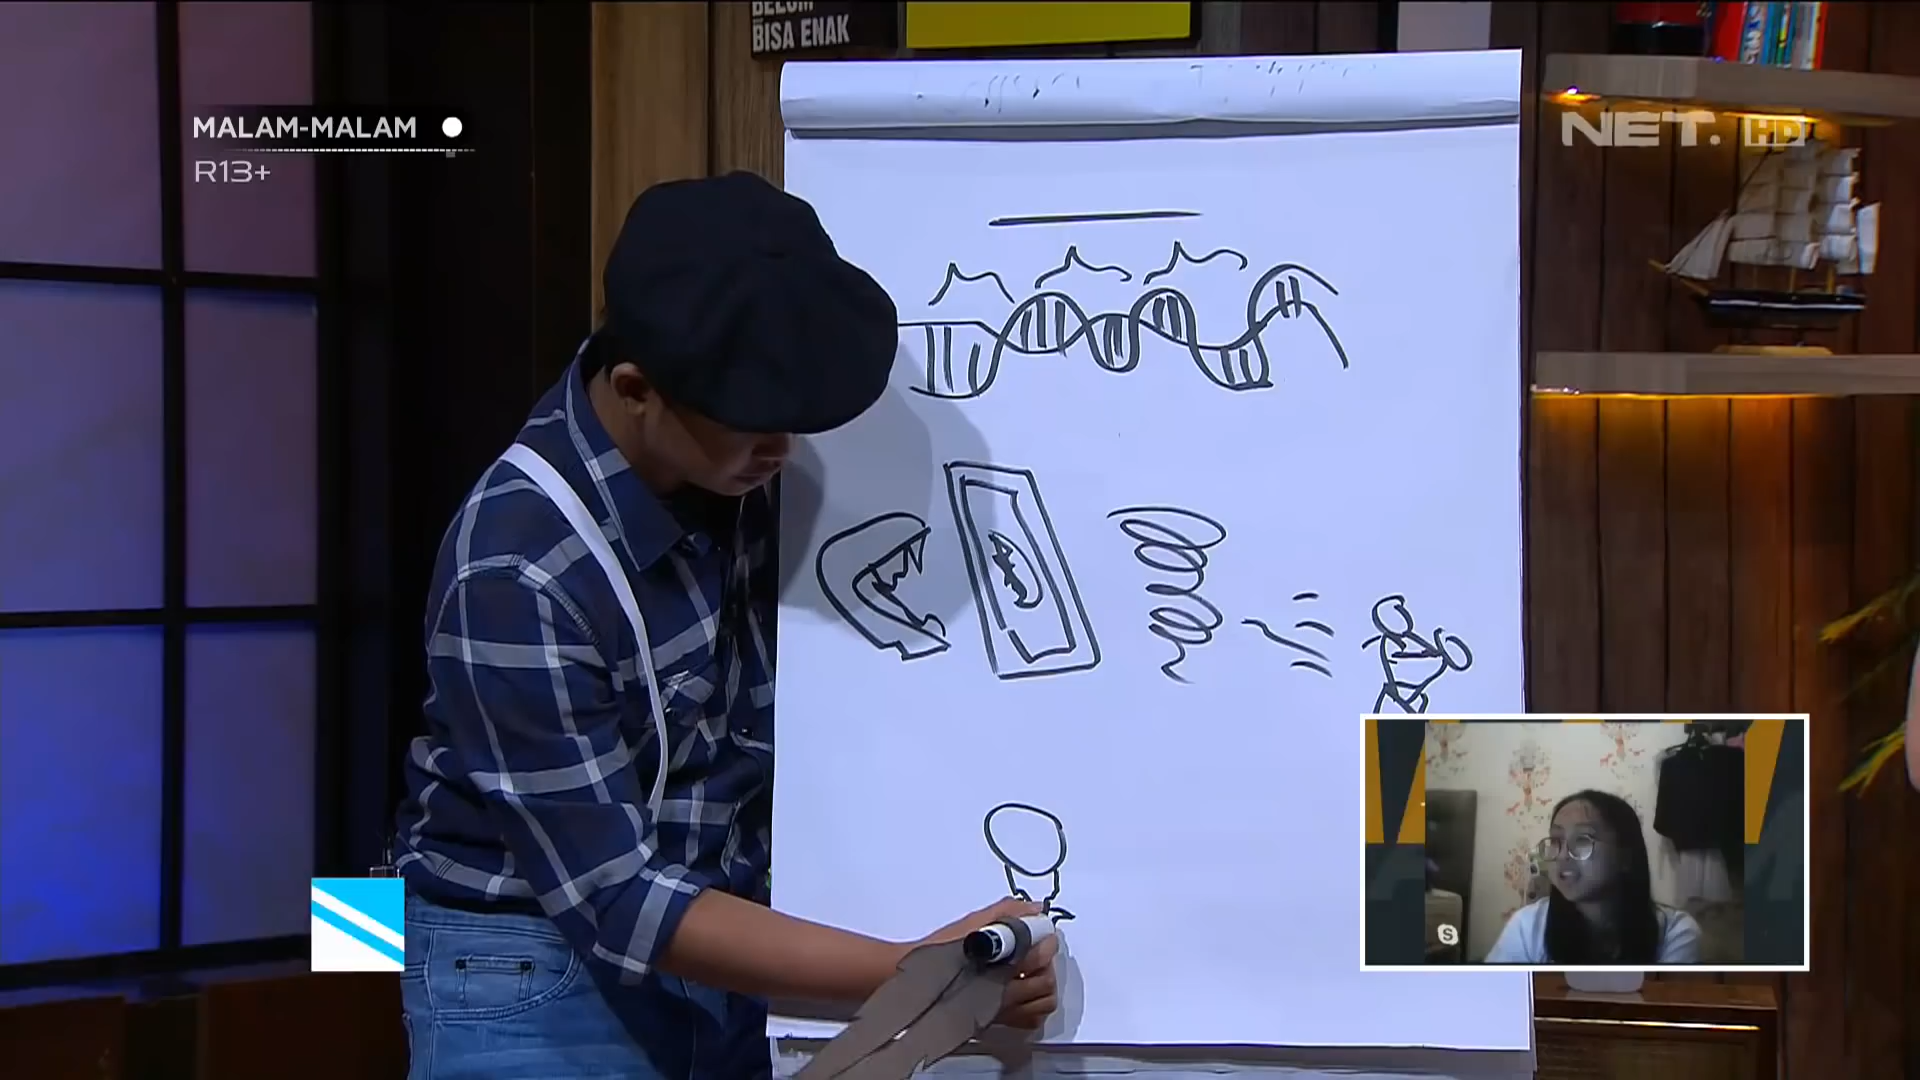 BISA ENAK
MALAM-MALAM
R13+
NET. HD
S